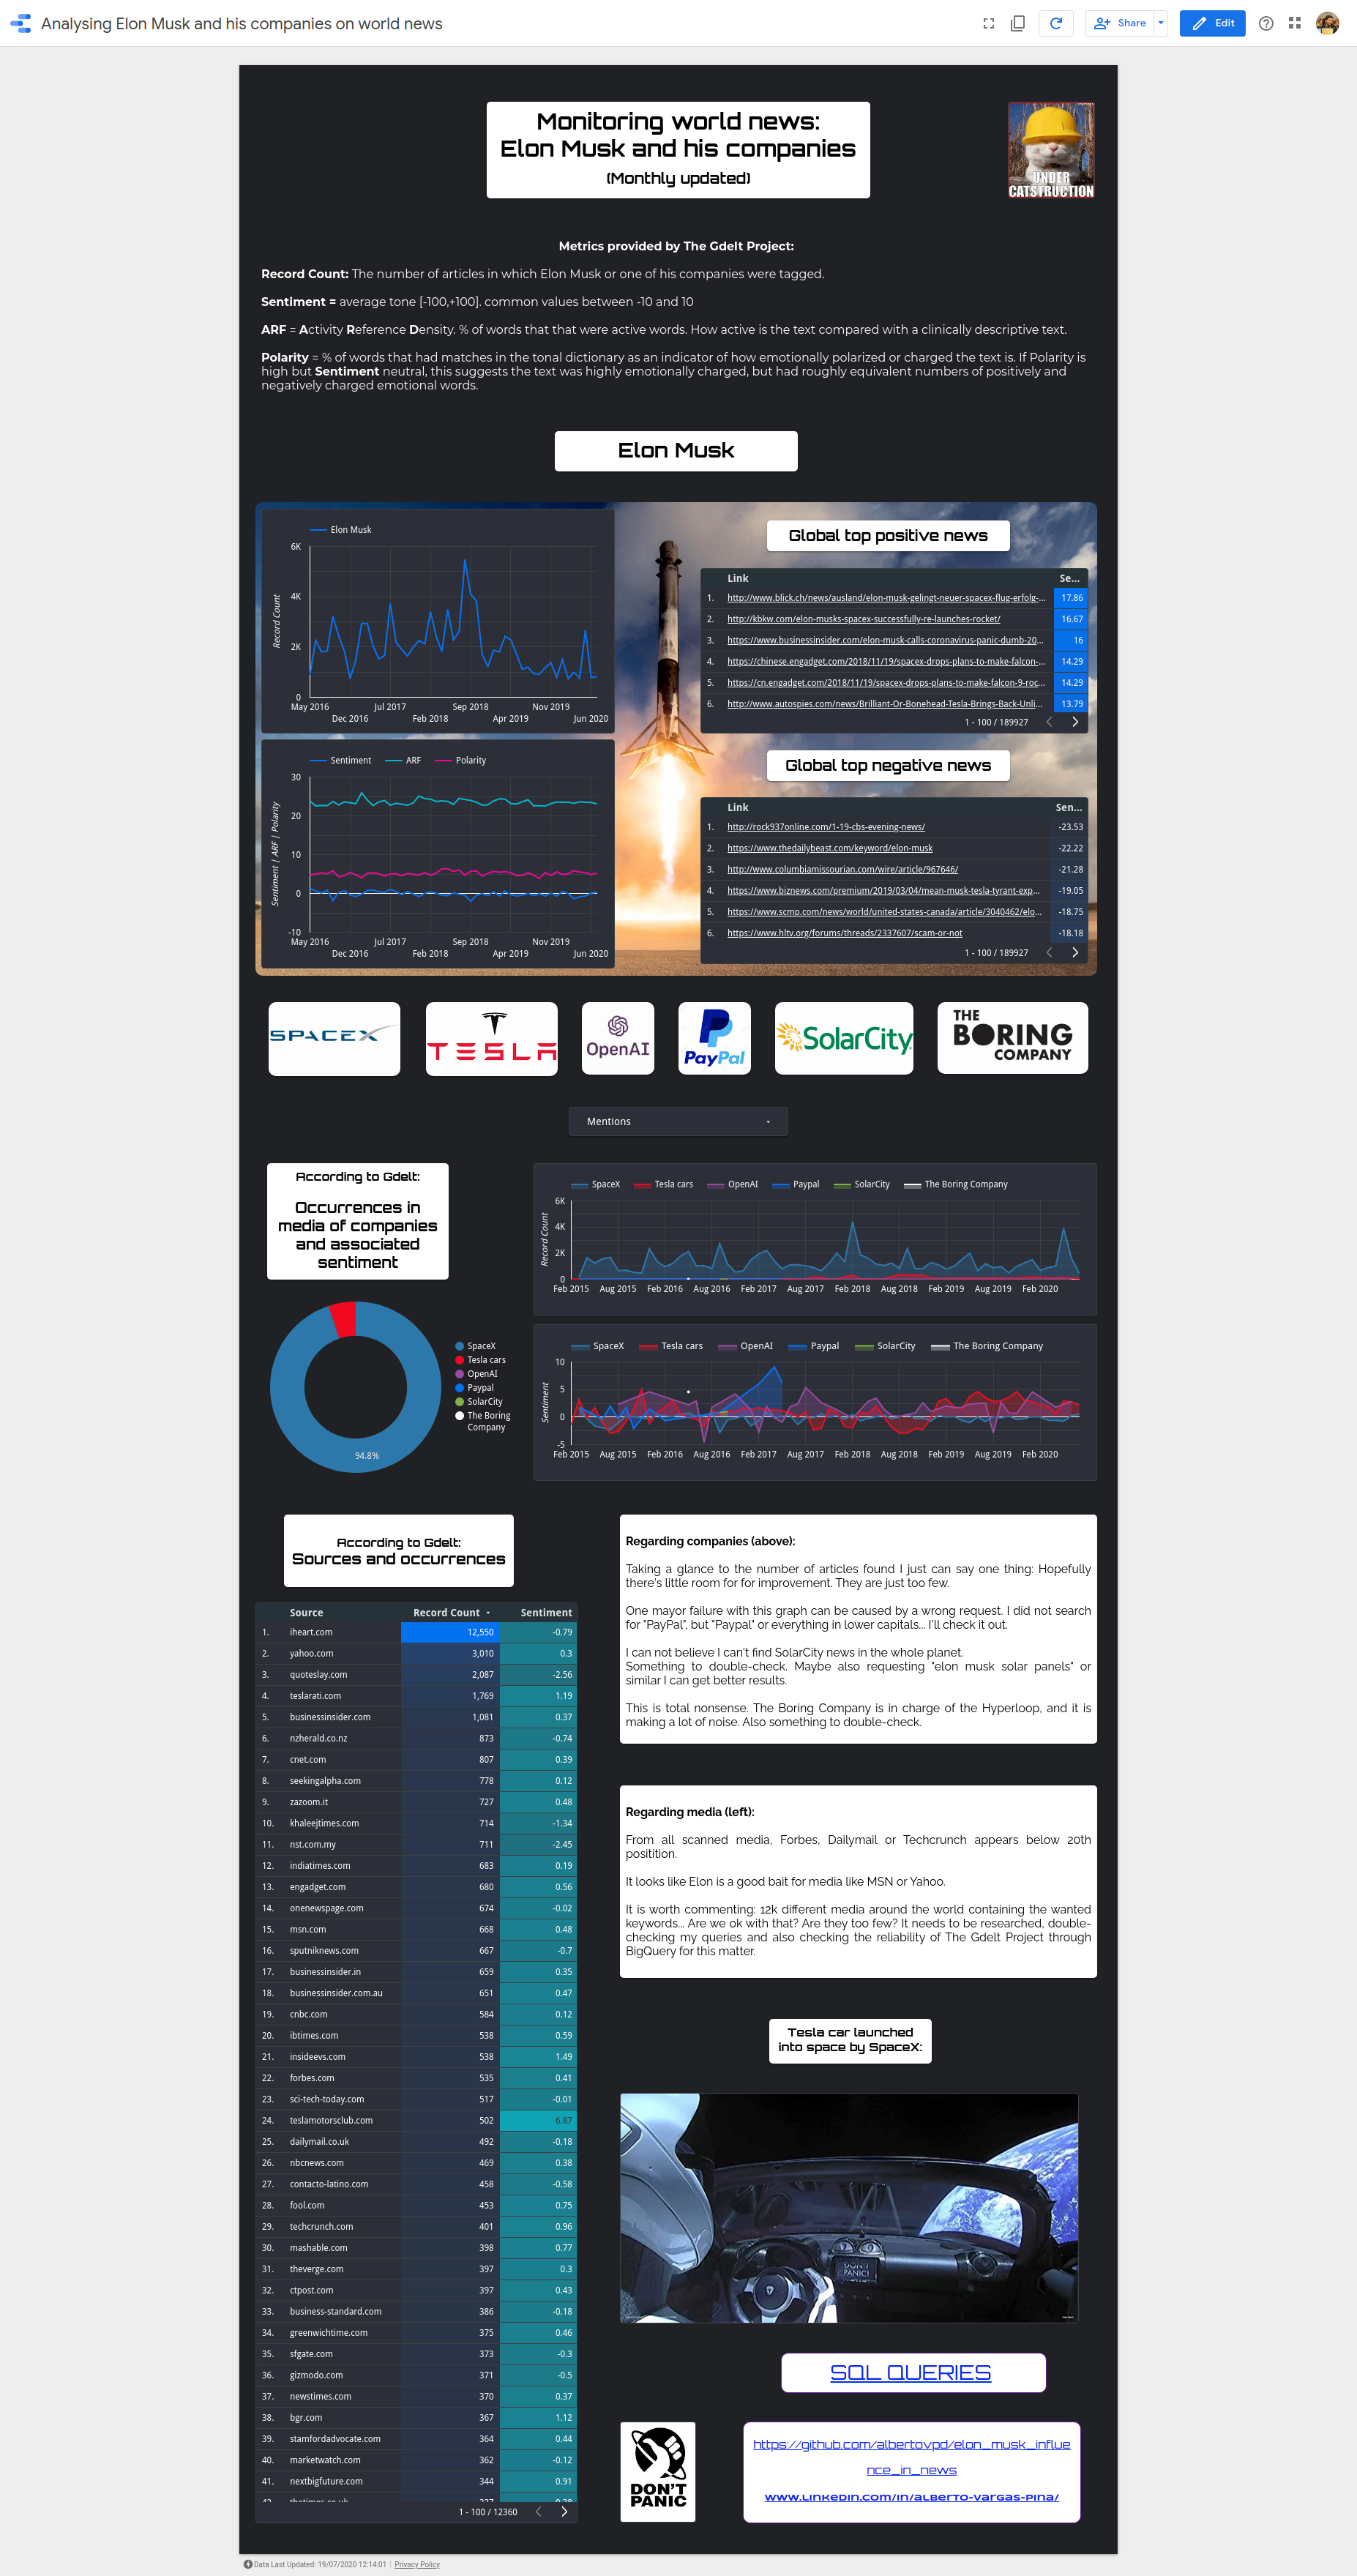 Analysing Elon Musk and his companies on world news
Share
Edit
Monitoring world news:
Elon Musk and his companies
(Monthly updated)
UNDER
CATSTRUCTION
Metrics provided by The Gdelt Project:
Record Count: The number of articles in which Elon Musk or one of his companies were tagged.
Sentiment = average tone [-100,+100]. common values between -10 and 10
ARF = Activity Reference Density. % of words that were active words. How active is the text compared with a clinically descriptive text.
Polarity = % of words that had matches in the tonal dictionary as an indicator of how emotionally polarized or charged the text is. If Polarity is
high but Sentiment neutral, this suggests the text was highly emotionally charged, but had roughly equivalent numbers of positively and
negatively charged emotional words.
Elon Musk
Elon Musk
Record Count
6K
4K
2K
0
May 2016
Jul 2017
Sep 2018
Nov 2019
Dec 2016
Feb 2018
Apr 2019
Jun 2020
Global top positive news
Link Se...
1. http://www.blick.ch/news/ausland/elon-musk-gelingt-neuer-spacex-flug-erfolg-... 17.86
2. http://kbkw.com/elon-musks-spacex-successfully-re-launches-rocket/ 16.67
3. https://www.businessinsider.com/elon-musk-calls-coronavirus-panic-dumb-20... 16
4. https://chinese.engadget.com/2018/11/19/spacex-drops-plans-to-make-falcon-... 14.29
5. https://cn.engadget.com/2018/11/19/spacex-drops-plans-to-make-falcon-9-roc... 14.29
6. http://www.autospies.com/news/Brilliant-Or-Bonehead-Tesla-Brings-Back-Unli... 13.79
1 - 100 / 189927
Sentiment ARF Polarity
Sentiment | ARF | Polarity
30
20
10
0
-10
May 2016
Jul 2017
Sep 2018
Nov 2019
Dec 2016
Feb 2018
Apr 2019
Jun 2020
Global top negative news
Link Sen...
1. http://rock937online.com/1-19-cbs-evening-news/ -23.53
2. https://www.thedailybeast.com/keyword/elon-musk -22.22
3. http://www.columbiamissourian.com/wire/article/967646/ -21.28
4. https://www.biznews.com/premium/2019/03/04/mean-musk-tesla-tyrant-exp... -19.05
5. https://www.scmp.com/news/world/united-states-canada/article/3040462/elo... -18.75
6. https://www.hltv.org/forums/threads/2337607/scam-or-not -18.18
1 - 100 / 189927
SPACEX
TESLA
OpenAI
PayPal
SolarCity
THE
BORING
COMPANY
Mentions
According to Gdelt:
Occurrences in
media of companies
and associated
sentiment
94.8%
SpaceX
Tesla cars
OpenAI
Paypal
SolarCity
The Boring
Company
SpaceX Tesla cars OpenAI Paypal SolarCity The Boring Company
Record Count
6K
4K
2K
0
Feb 2015 Aug 2015 Feb 2016 Aug 2016 Feb 2017 Aug 2017 Feb 2018 Aug 2018 Feb 2019 Aug 2019 Feb 2020
SpaceX Tesla cars OpenAI Paypal SolarCity The Boring Company
Sentiment
10
5
0
-5
Feb 2015 Aug 2015 Feb 2016 Aug 2016 Feb 2017 Aug 2017 Feb 2018 Aug 2018 Feb 2019 Aug 2019 Feb 2020
According to Gdelt:
Sources and occurrences
Source Record Count Sentiment
1. iheart.com 12,550 -0.79
2. yahoo.com 3,010 0.3
3. quoteslay.com 2,087 -2.56
4. teslarati.com 1,769 1.19
5. businessinsider.com 1,081 0.37
6. nzherald.co.nz 873 -0.74
7. cnet.com 807 0.39
8. seekingalpha.com 778 0.12
9. zazoom.it 727 0.48
10. khaleejtimes.com 714 -1.34
11. nst.com.my 711 -2.45
12. indiatimes.com 683 0.19
13. engadget.com 680 0.56
14. onenewspage.com 674 -0.02
15. msn.com 668 0.48
16. sputniknews.com 667 -0.7
17. businessinsider.in 659 0.35
18. businessinsider.com.au 651 0.47
19. cnbc.com 584 0.12
20. ibtimes.com 538 0.59
21. insideevs.com 538 1.49
22. forbes.com 535 0.41
23. sci-tech-today.com 517 -0.01
24. teslamotorsclub.com 502 6.87
25. dailymail.co.uk 492 -0.18
26. nbcnews.com 469 0.38
27. contacto-latino.com 458 -0.58
28. fool.com 453 0.75
29. techcrunch.com 401 0.96
30. mashable.com 398 0.77
31. theverge.com 397 0.3
32. ctpost.com 397 0.43
33. business-standard.com 386 -0.18
34. greenwichtime.com 375 0.46
35. sfgate.com 373 -0.3
36. gizmodo.com 371 -0.5
37. newstimes.com 370 0.37
38. bgr.com 367 1.12
39. stamfordadvocate.com 364 0.44
40. marketwatch.com 362 -0.12
41. nextbigfuture.com 344 0.91
1 - 100 / 12360
Regarding companies (above):
Taking a glance to the number of articles found I just can say one thing: Hopefully
there's little room for for improvement. They are just too few.
One mayor failure with this graph can be caused by a wrong request. I did not search
for "PayPal", but "Paypal" or everything in lower capitals... I'll check it out.
I can not believe I can't find SolarCity news in the whole planet.
Something to double-check. Maybe also requesting "elon musk solar panels" or
similar I can get better results.
This is total nonsense. The Boring Company is in charge of the Hyperloop, and it is
making a lot of noise. Also something to double-check.
Regarding media (left):
From all scanned media, Forbes, Dailymail or Techcrunch appears below 20th
positition.
It looks like Elon is a good bait for media like MSN or Yahoo.
It is worth commenting: 12k different media around the world containing the wanted
keywords... Are we ok with that? Are they too few? It needs to be researched, double-
checking my queries and also checking the reliability of The Gdelt Project through
BigQuery for this matter.
Tesla car launched
into space by SpaceX:
DON'T
PANIC!
SQL QUERIES
DON'T
PANIC
https://github.com/albertovpd/elon_musk_influe
nce_in_news
www.linkedin.com/in/alberto-vargas-pina/
Data Last Updated: 19/07/2020 12:14:01 | Privacy Policy